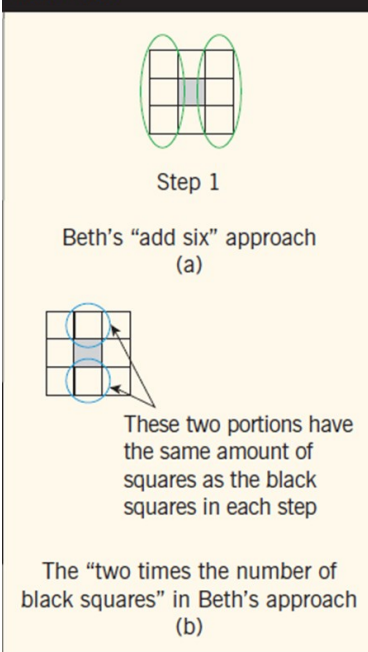 Step 1
Beth's "add six" approach
(a)
These two portions have
the same amount of
squares as the black
squares in each step
The "two times the number of
black squares" in Beth's approach
(b)